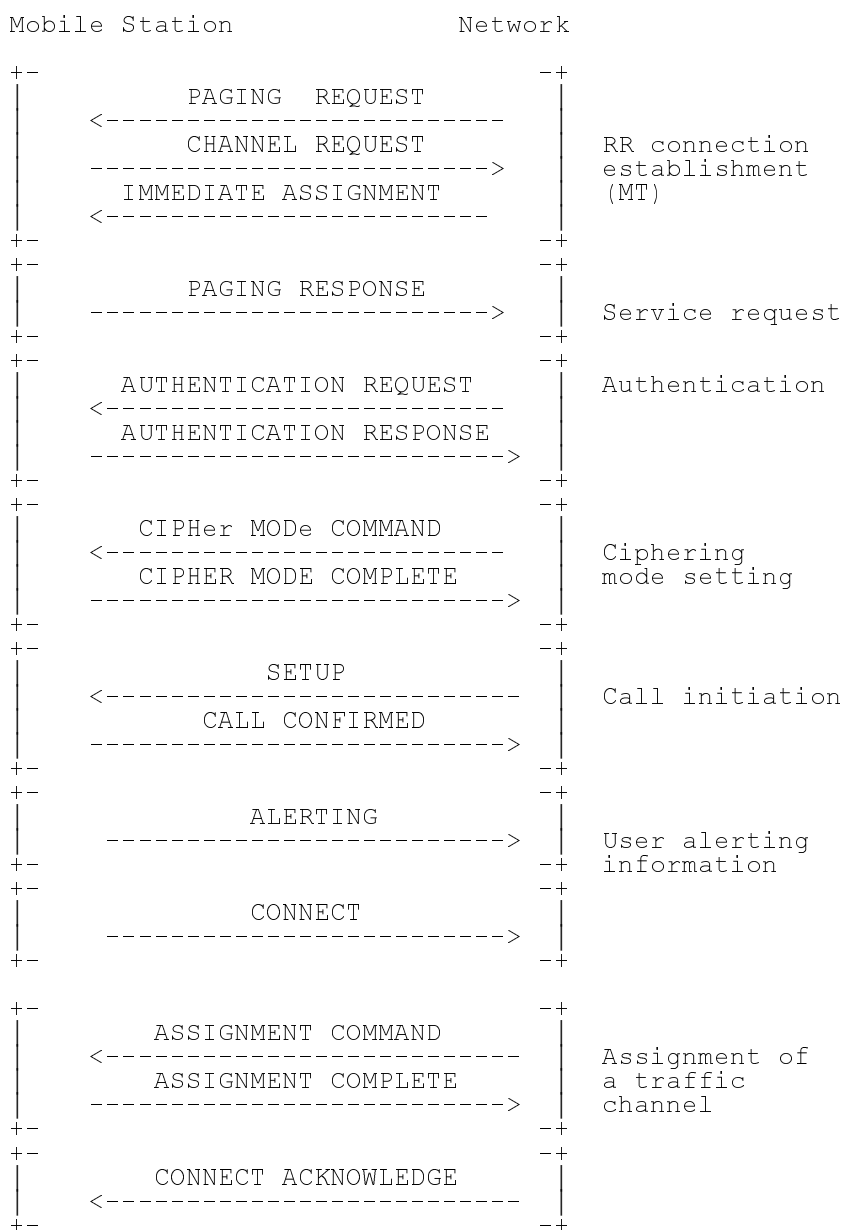 Mobile Station Network
PAGING REQUEST
CHANNEL REQUEST RR connection
establishment
IMMEDIATE ASSIGNMENT (MT)
PAGING RESPONSE
Service request
AUTHENTICATION REQUEST Authentication
AUTHENTICATION RESPONSE
CIPHer MODe COMMAND
Ciphering
CIPHER MODE COMPLETE mode setting
SETUP
Call initiation
CALL CONFIRMED
ALERTING
User alerting
information
CONNECT
ASSIGNMENT COMMAND
Assignment of
ASSIGNMENT COMPLETE a traffic
channel
CONNECT ACKNOWLEDGE